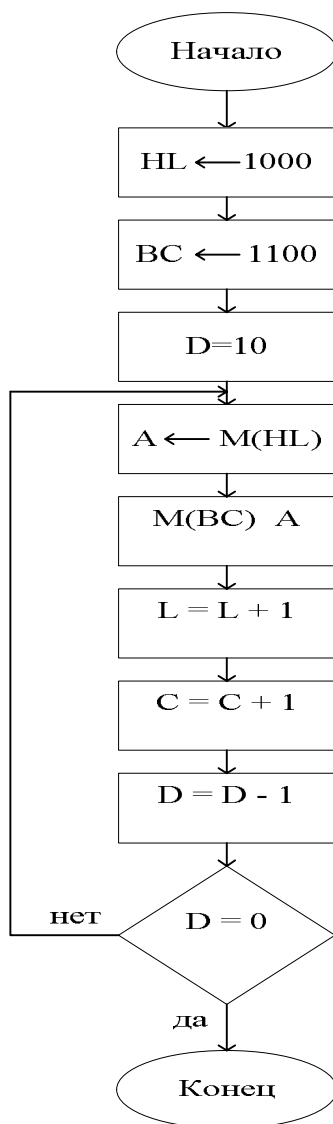 Начало
HL ← 1000
BC ← 1100
D=10
A ← M(HL)
M(BC) A
L = L + 1
C = C + 1
D = D - 1
D = 0
нет
да
Конец